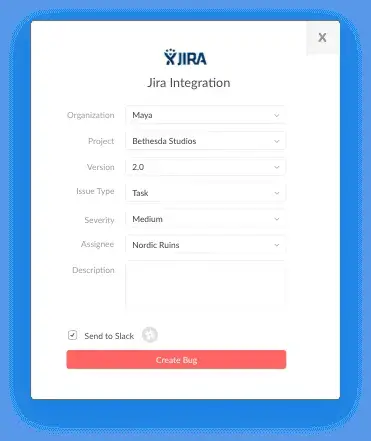 X
JIRA
Jira Integration
Organization Maya
Project Bethesda Studios
Version 2.0
Issue Type Task
Severity Medium
Assignee Nordic Ruins
Description
Send to Slack
Create Bug